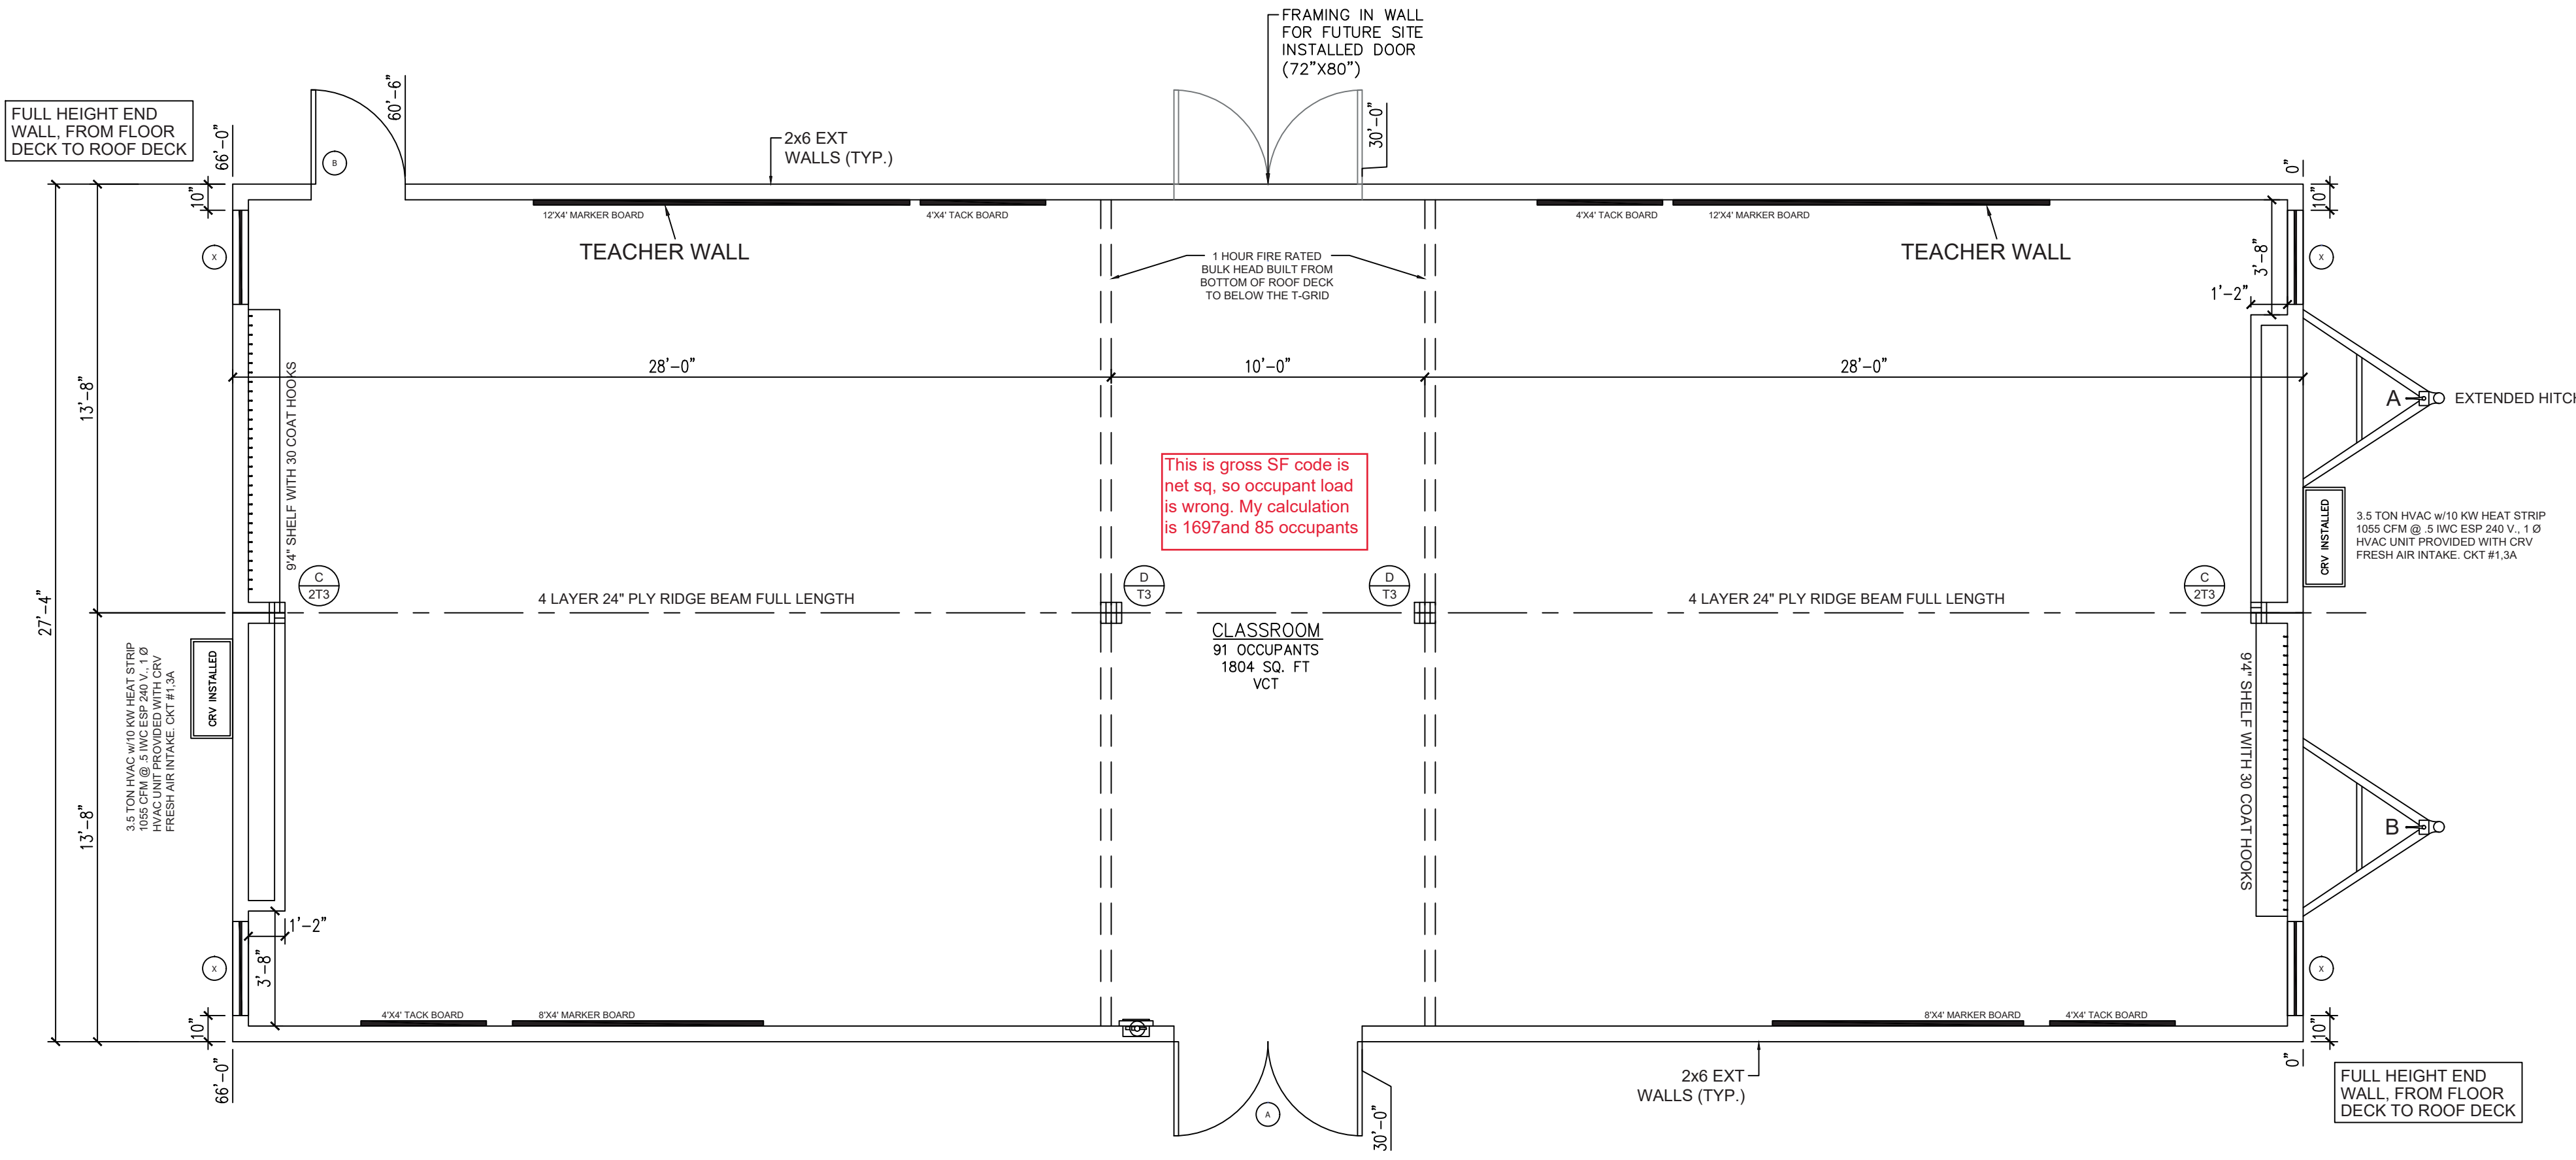 FRAMING IN WALL
FOR FUTURE SITE
INSTALLED DOOR
(72"X80")
FULL HEIGHT END
WALL, FROM FLOOR
DECK TO ROOF DECK
66'-0"
60'-6"
B
2x6 EXT
WALLS (TYP.)
30'-0"
0"
10"
10"
12'X4' MARKER BOARD
4'X4' TACK BOARD
4'X4' TACK BOARD
12'X4' MARKER BOARD
TEACHER WALL
TEACHER WALL
X
X
1 HOUR FIRE RATED
BULK HEAD BUILT FROM
BOTTOM OF ROOF DECK
TO BELOW THE T-GRID
3'-8"
1'-2"
28'-0"
10'-0"
28'-0"
13'-8"
9'4" SHELF WITH 30 COAT HOOKS
A
EXTENDED HITCH
This is gross SF code is
net sq, so occupant load
is wrong. My calculation
is 1697and 85 occupants
CRV INSTALLED
3.5 TON HVAC w/10 KW HEAT STRIP
1055 CFM @ .5 IWC ESP 240 V., 1 Ø
HVAC UNIT PROVIDED WITH CRV
FRESH AIR INTAKE. CKT #1,3A
C
2T3
D
T3
D
T3
C
2T3
27'-4"
4 LAYER 24" PLY RIDGE BEAM FULL LENGTH
4 LAYER 24" PLY RIDGE BEAM FULL LENGTH
CLASSROOM
91 OCCUPANTS
1804 SQ. FT
VCT
3.5 TON HVAC w/10 KW HEAT STRIP
1055 CFM @ .5 IWC ESP 240 V., 1 Ø
HVAC UNIT PROVIDED WITH CRV
FRESH AIR INTAKE. CKT #1,3A
CRV INSTALLED
9'4" SHELF WITH 30 COAT HOOKS
13'-8"
B
1'-2"
3'-8"
X
X
4'X4' TACK BOARD
8'X4' MARKER BOARD
8'X4' MARKER BOARD
4'X4' TACK BOARD
10"
10"
66'-0"
0"
2x6 EXT
WALLS (TYP.)
A
30'-0"
FULL HEIGHT END
WALL, FROM FLOOR
DECK TO ROOF DECK